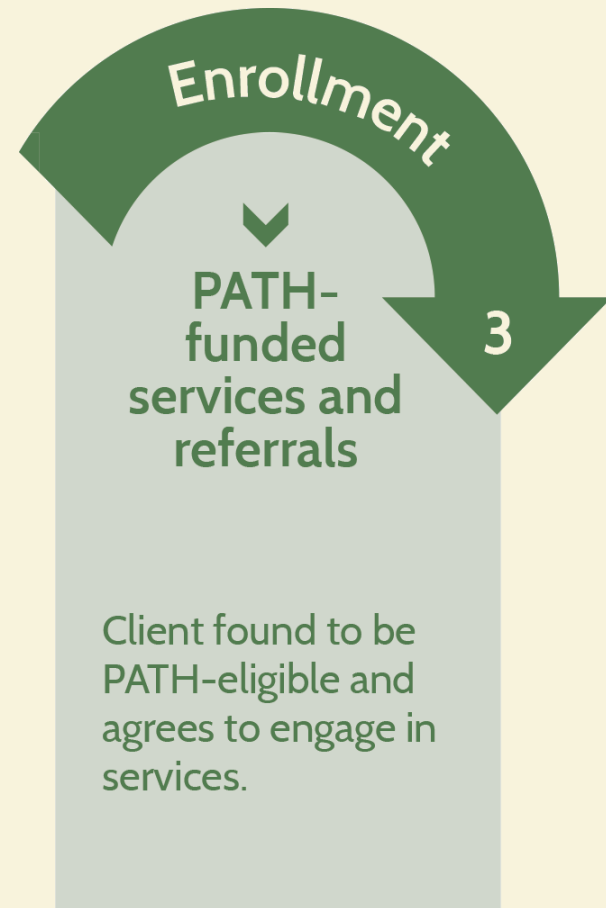 Enrollment
3
PATH-
funded
services and
referrals
Client found to be
PATH-eligible and
agrees to engage in
services.